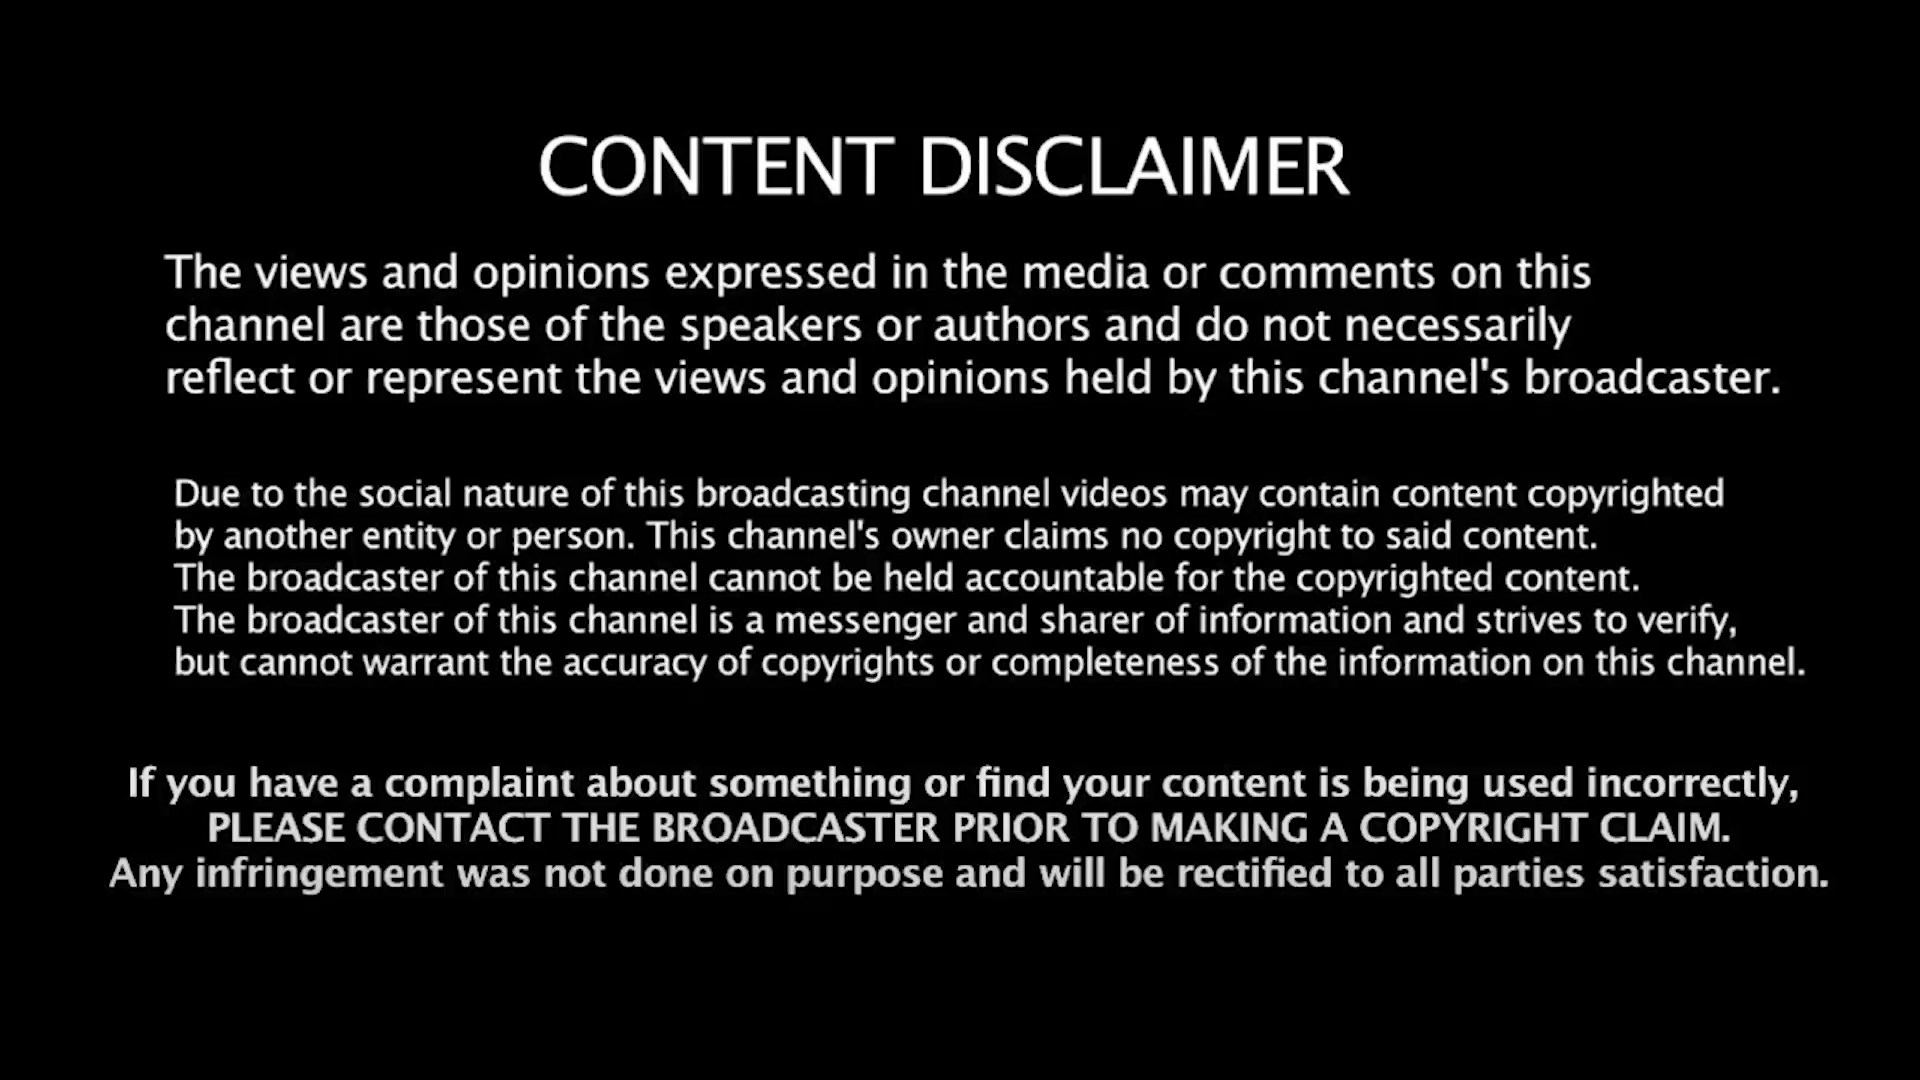 CONTENT DISCLAIMER
The views and opinions expressed in the media or comments on this
channel are those of the speakers or authors and do not necessarily
reflect or represent the views and opinions held by this channel's broadcaster.
Due to the social nature of this broadcasting channel videos may contain content copyrighted
by another entity or person. This channel's owner claims no copyright to said content.
The broadcaster of this channel cannot be held accountable for the copyrighted content.
The broadcaster of this channel is a messenger and sharer of information and strives to verify,
but cannot warrant the accuracy of copyrights or completeness of the information on this channel.
If you have a complaint about something or find your content is being used incorrectly,
PLEASE CONTACT THE BROADCASTER PRIOR TO MAKING A COPYRIGHT CLAIM.
Any infringement was not done on purpose and will be rectified to all parties satisfaction.